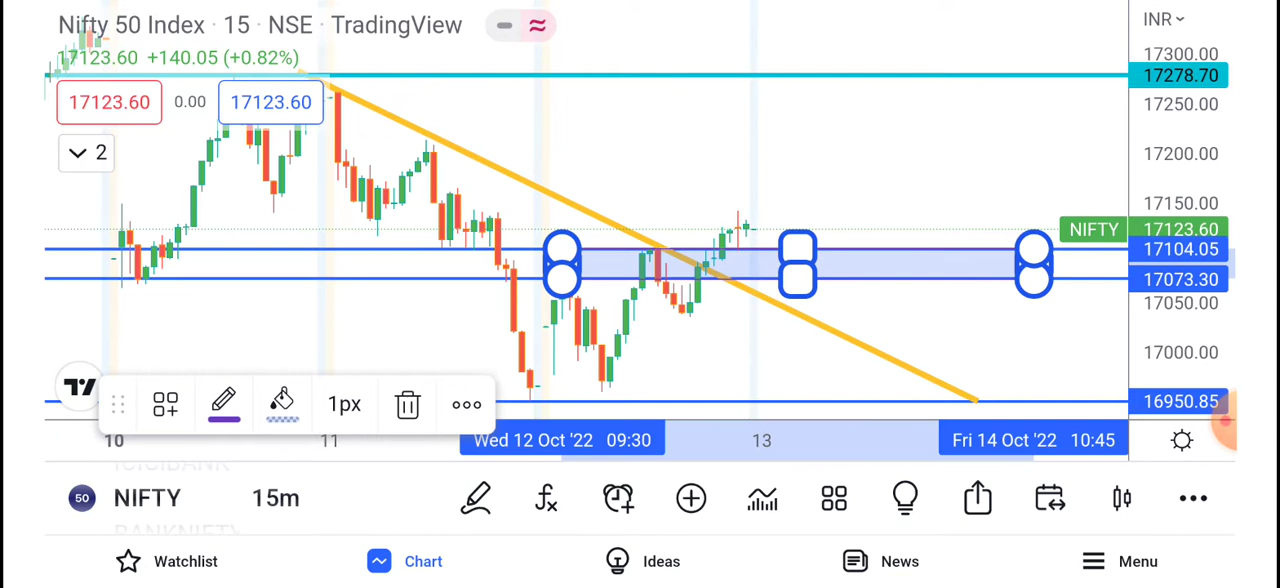 Nifty 50 Index · 15 · NSE · TradingView
INR
17123.60 +140.05 (+0.82%)
17300.00
17278.70
17123.60 0.00 17123.60
17250.00
2
17200.00
17150.00
NIFTY 17123.60
17104.05
17073.30
17050.00
17000.00
16950.85
1px
10 11 Wed 12 Oct '22 09:30 13 Fri 14 Oct '22 10:45
ICICIBANK
50 NIFTY 15m
BANKNIFTY
Watchlist Chart Ideas News Menu